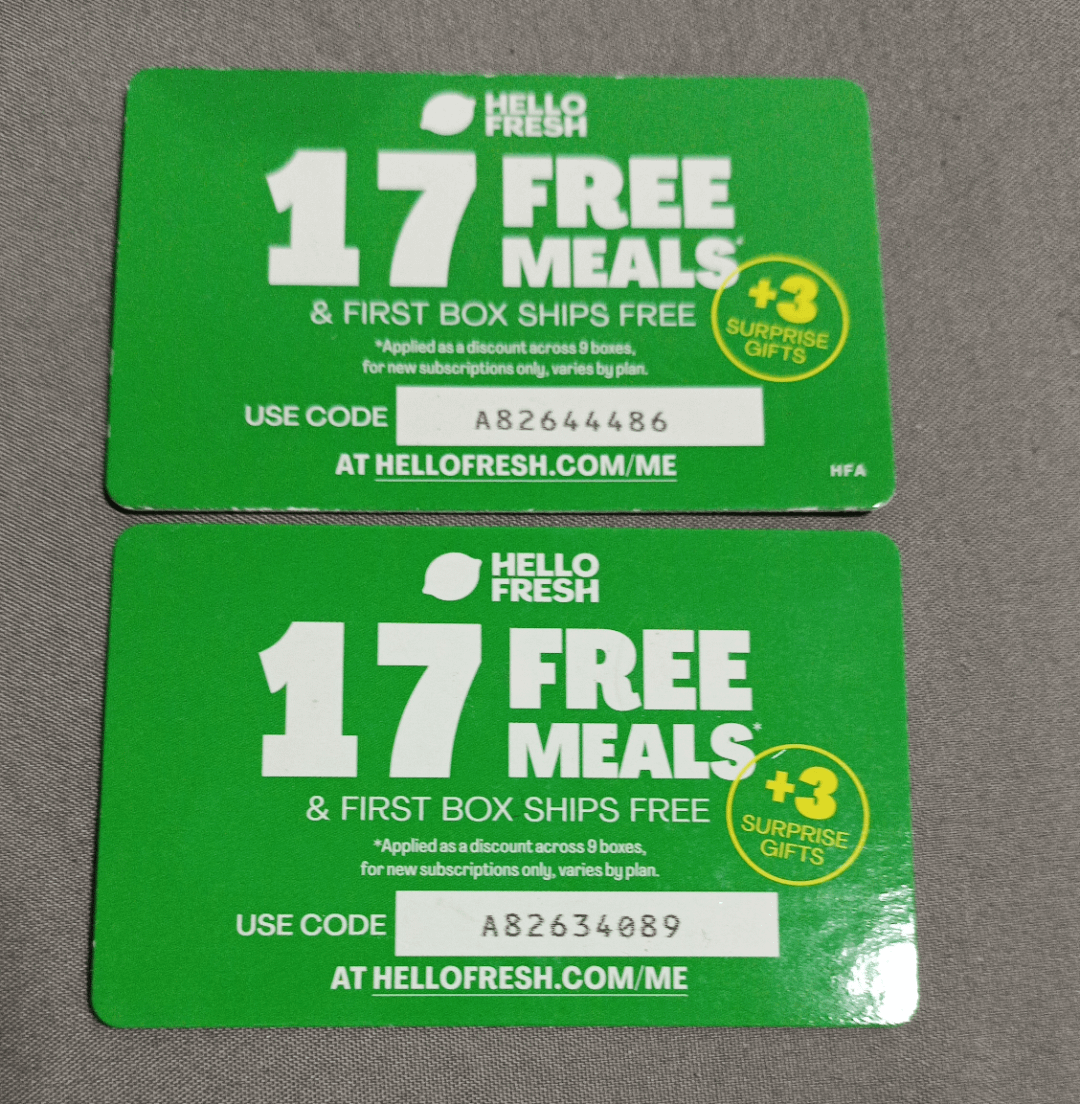 HELLO
FRESH
17 FREE
MEALS*
& FIRST BOX SHIPS FREE
+3
SURPRISE
GIFTS
*Applied as a discount across 9 boxes,
for new subscriptions only, varies by plan.
USE CODE A82644486
AT HELLOFRESH.COM/ME
HFA
HELLO
FRESH
17 FREE
MEALS*
& FIRST BOX SHIPS FREE
+3
SURPRISE
GIFTS
*Applied as a discount across 9 boxes,
for new subscriptions only, varies by plan.
USE CODE A82634089
AT HELLOFRESH.COM/ME